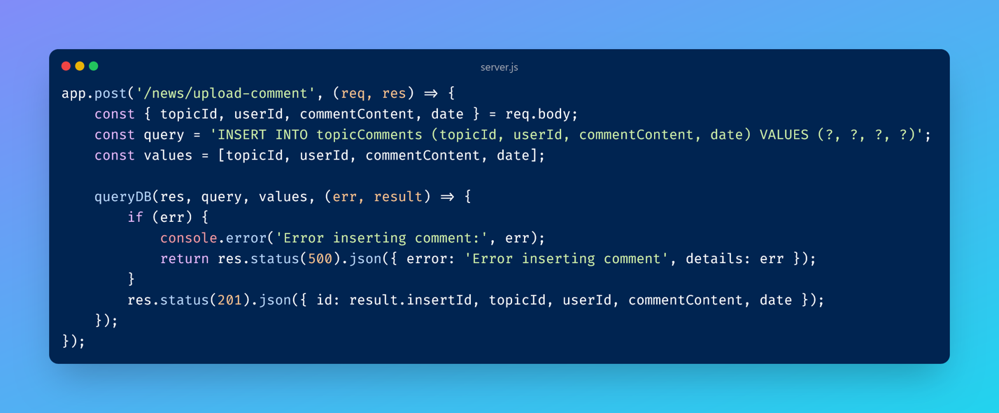 server.js
app.post('/news/upload-comment', (req, res) => {
    const { topicId, userId, commentContent, date } = req.body;
    const query = 'INSERT INTO topicComments (topicId, userId, commentContent, date) VALUES (?, ?, ?, ?)';
    const values = [topicId, userId, commentContent, date];
    queryDB(res, query, values, (err, result) => {
        if (err) {
            console.error('Error inserting comment:', err);
            return res.status(500).json({ error: 'Error inserting comment', details: err });
        }
        res.status(201).json({ id: result.insertId, topicId, userId, commentContent, date });
    });
});